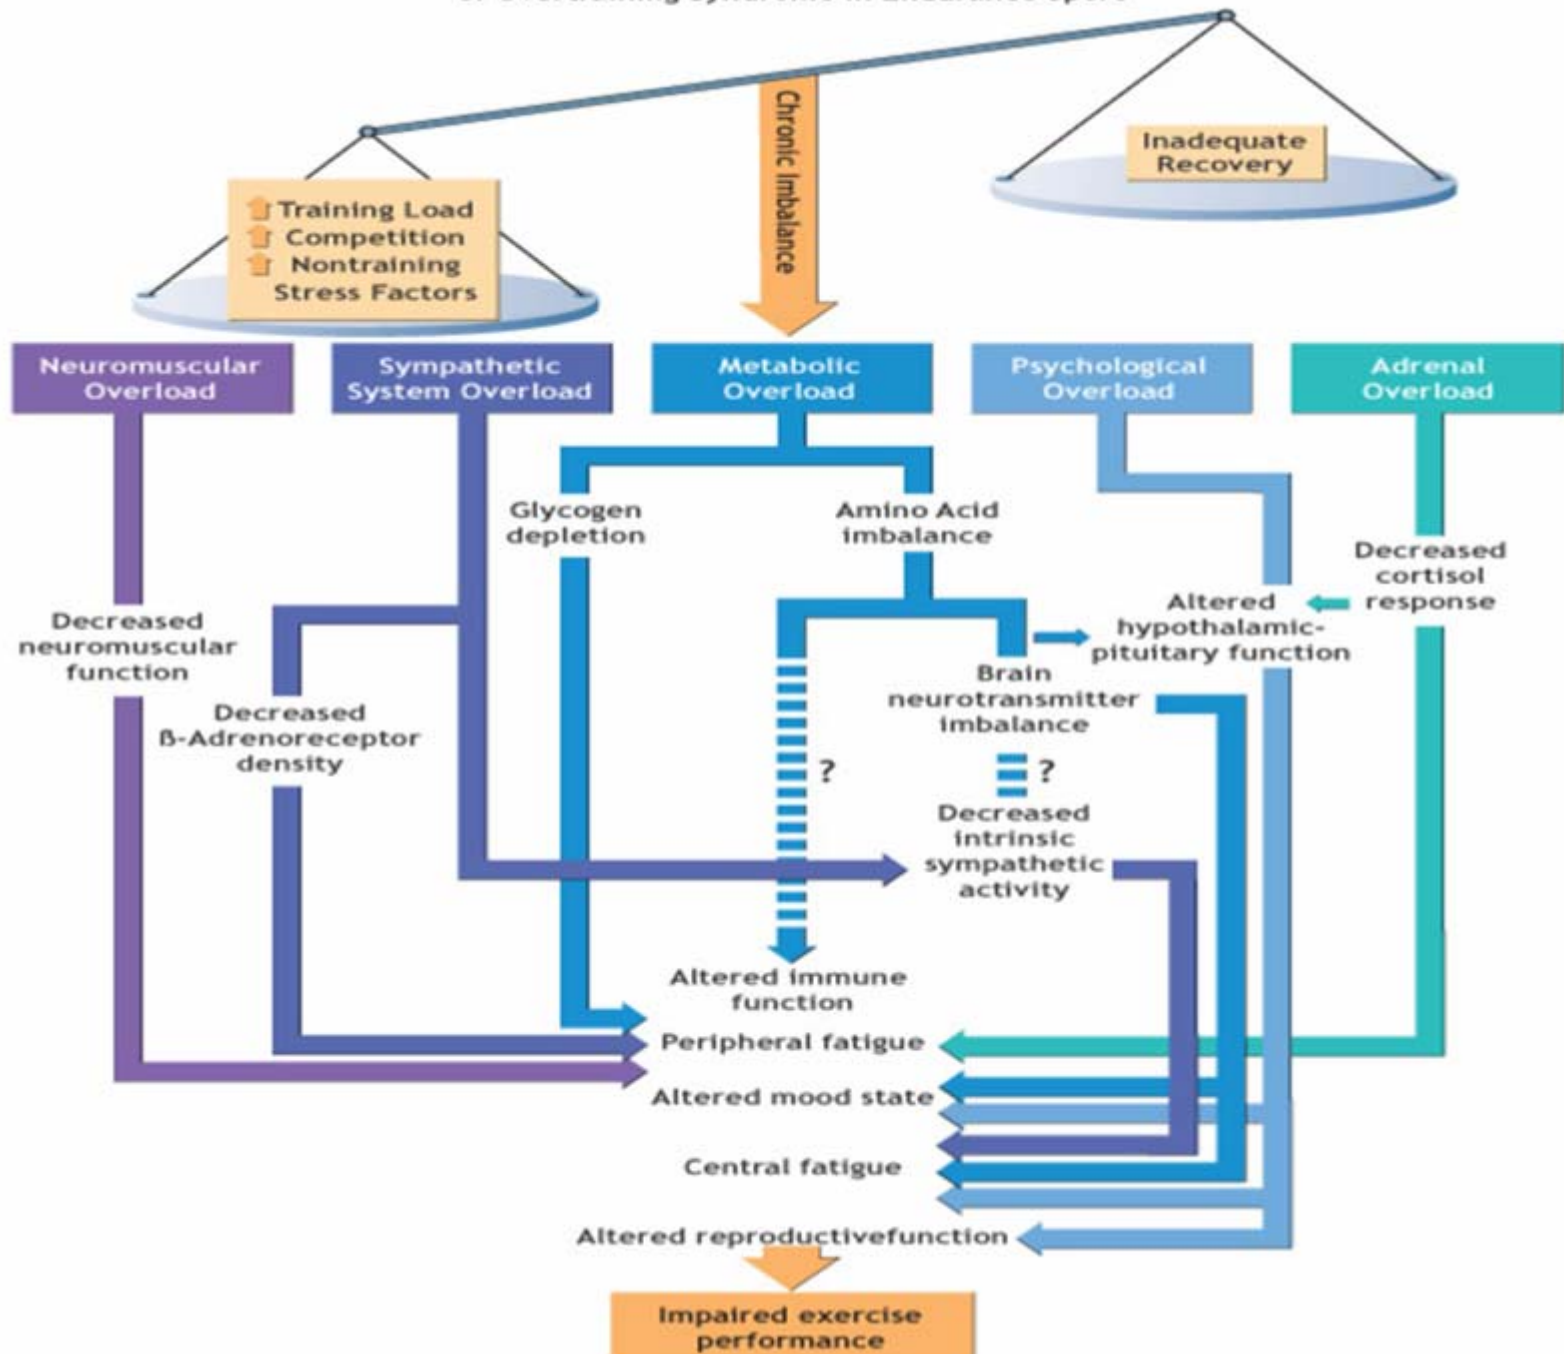 Chronic Imbalance
Inadequate
Recovery
Training Load
Competition
Nontraining
Stress Factors
Neuromuscular
Overload
Sympathetic
System Overload
Metabolic
Overload
Psychological
Overload
Adrenal
Overload
Glycogen
depletion
Amino Acid
imbalance
Decreased
cortisol
response
Altered
hypothalamic-
pituitary function
Decreased
neuromuscular
function
Brain
neurotransmitter
imbalance
Decreased
ß-Adrenoreceptor
density
?
?
Decreased
intrinsic
sympathetic
activity
Altered immune
function
Peripheral fatigue
Altered mood state
Central fatigue
Altered reproductivefunction
Impaired exercise
performance